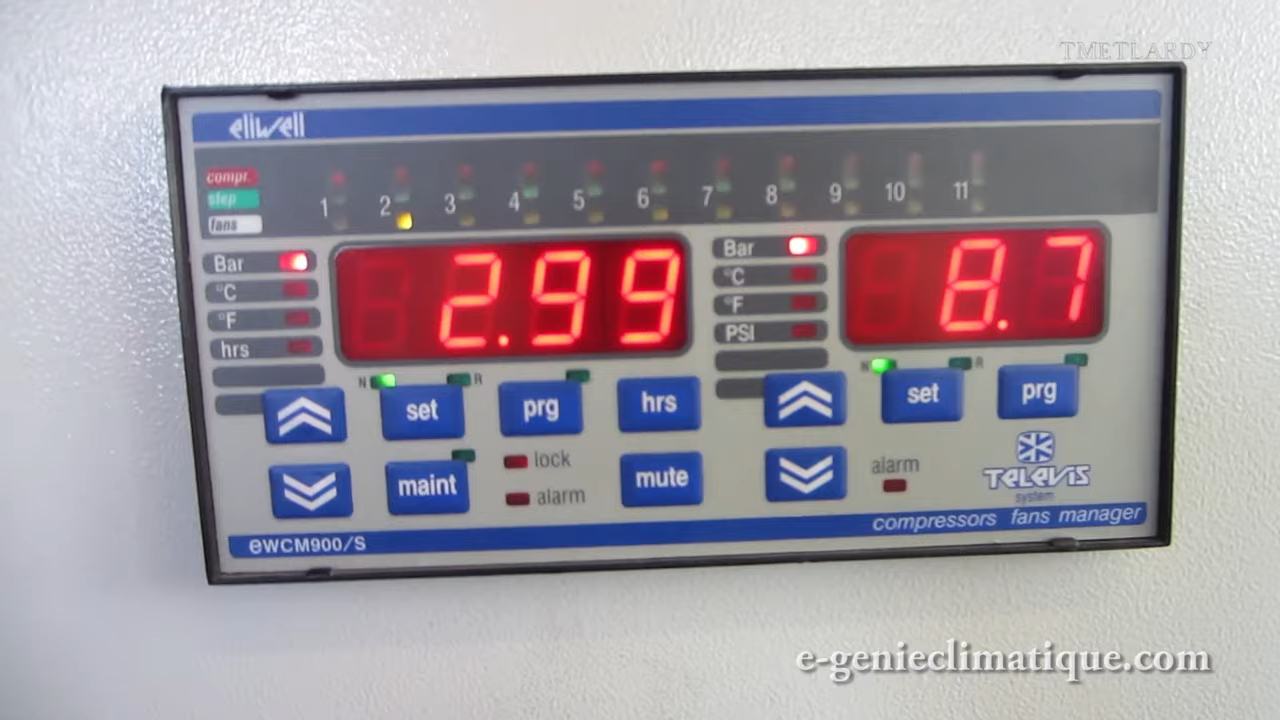 TMETLARDY
eliwell
compr.
step
fans
1 2 3 4 5 6 7 8 9 10 11
Bar
°C
°F
hrs
2.99
Bar
°C
°F
PSI
8.7
N R
set prg hrs
maint
lock
alarm
mute
N R
set prg
alarm
TELEVIS
system
compressors fans manager
eWCM900/S
e-genieclimatique.com